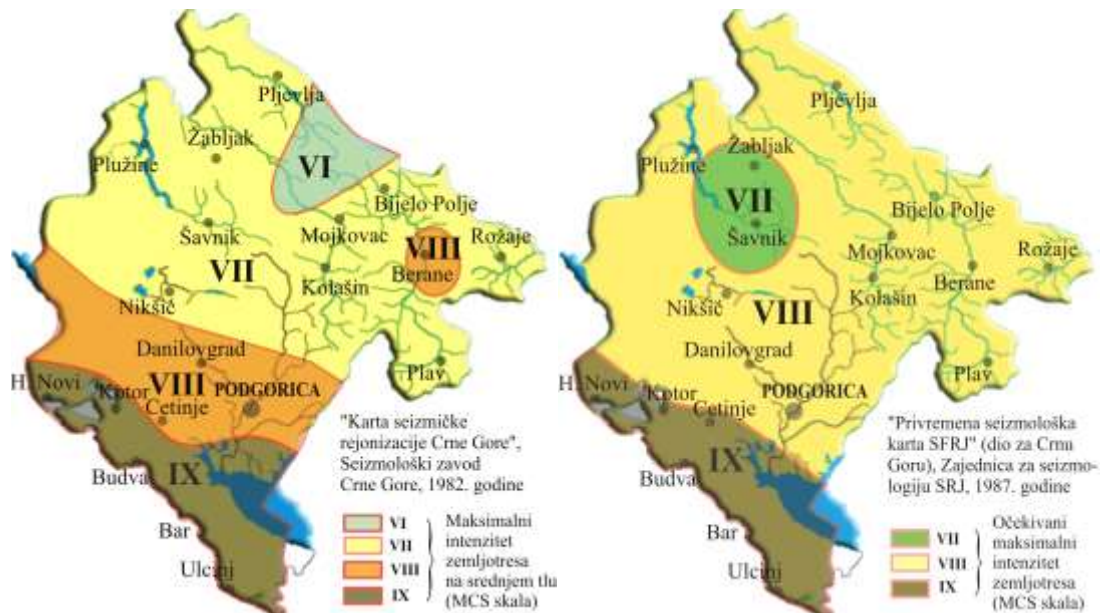 Pljevlja
Žabljak
Plužine
VI
Bijelo Polje
Šavnik
Mojkovac
VIII
Rožaje
VII
Berane
Nikšić
Kolašin
Danilovgrad
Plav
H. Novi
VIII
PODGORICA
Kotor
Cetinje
"Karta seizmičke
rejonizacije Crne Gore",
Seizmološki zavod
Crne Gore, 1982. godine
IX
Budva
Bar
Ulcinj
VI
VII
VIII
IX
Maksimalni
intenzitet
zemljotresa
na srednjem tlu
(MCS skala)
Pljevlja
Žabljak
Plužine
VII
Bijelo Polje
Šavnik
Mojkovac
Rožaje
Berane
Kolašin
Nikšić
VIII
Danilovgrad
Plav
H. Novi
Kotor
PODGORICA
Cetinje
"Privremena seizmološka
karta SFRJ" (dio za Crnu
Goru), Zajednica za seizmo-
logiju SRJ, 1987. godine
IX
Budva
Bar
Ulcinj
VII
VIII
IX
Očekivani
maksimalni
intenzitet
zemljotresa
(MCS skala)